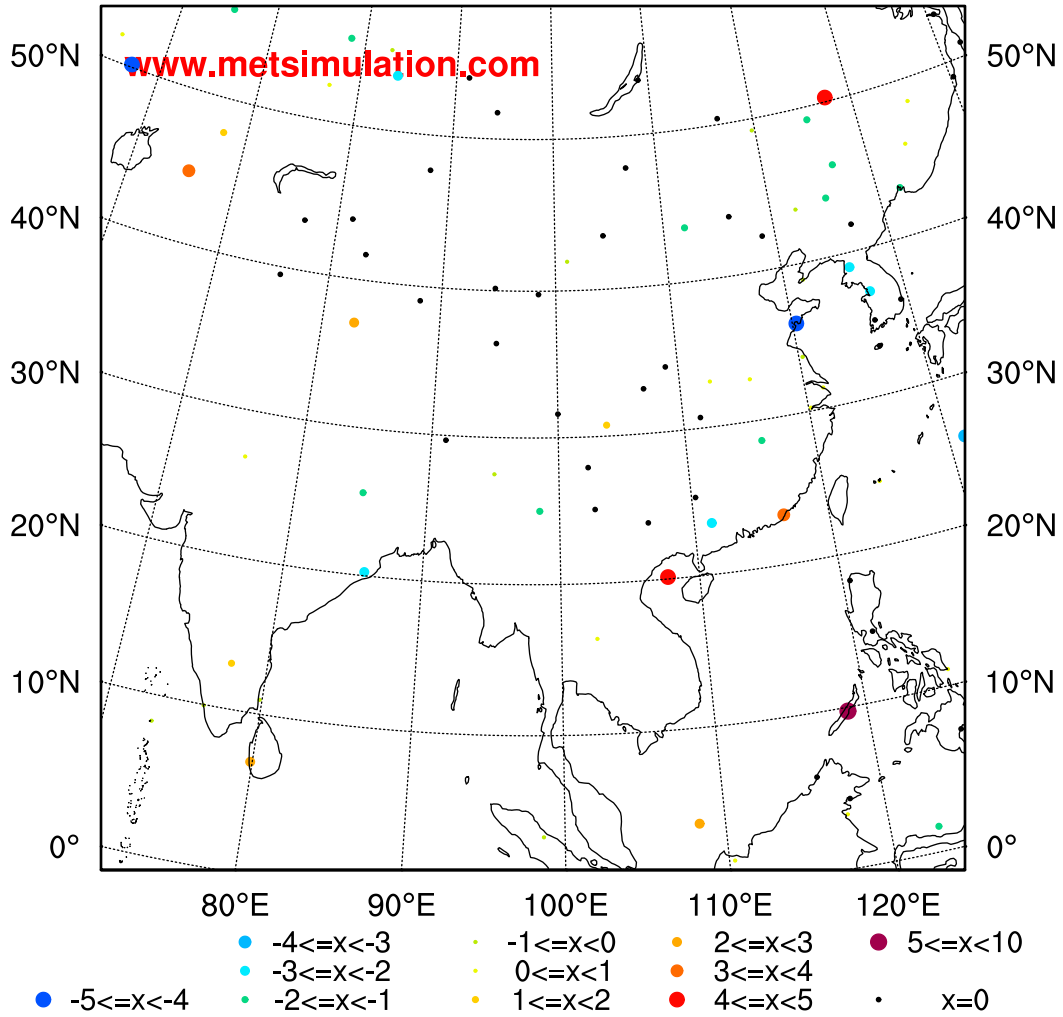 www.metsimulation.com
50°N 50°N
40°N 40°N
30°N 30°N
20°N 20°N
10°N 10°N
0° 0°
80°E 90°E 100°E 110°E 120°E
-4<=x<-3 -1<=x<0 2<=x<3 5<=x<10
-3<=x<-2 0<=x<1 3<=x<4
-5<=x<-4 -2<=x<-1 1<=x<2 4<=x<5 x=0